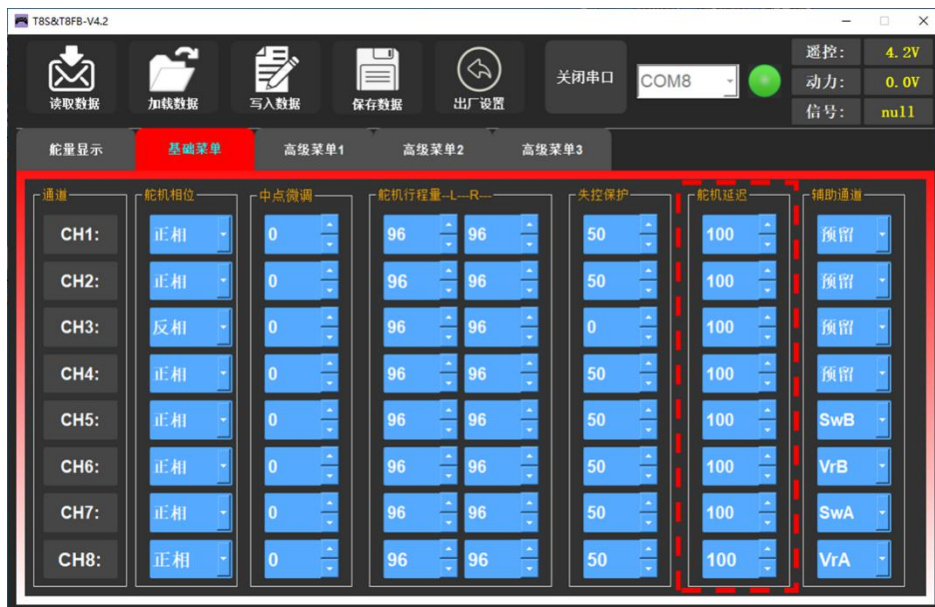 T8S&T8FB-V4.2
读取数据 加载数据 写入数据 保存数据 出厂设置 关闭串口 COM8
遥控: 4.2V
动力: 0.0V
信号: null
舵量显示 基础菜单 高级菜单1 高级菜单2 高级菜单3
通道 舵机相位 中点微调 舵机行程量--L---R--- 失控保护 舵机延迟 辅助通道
CH1: 正相 0 96 96 50 100 预留
CH2: 正相 0 96 96 50 100 预留
CH3: 反相 0 96 96 0 100 预留
CH4: 正相 0 96 96 50 100 预留
CH5: 正相 0 96 96 50 100 SwB
CH6: 正相 0 96 96 50 100 VrB
CH7: 正相 0 96 96 50 100 SwA
CH8: 正相 0 96 96 50 100 VrA